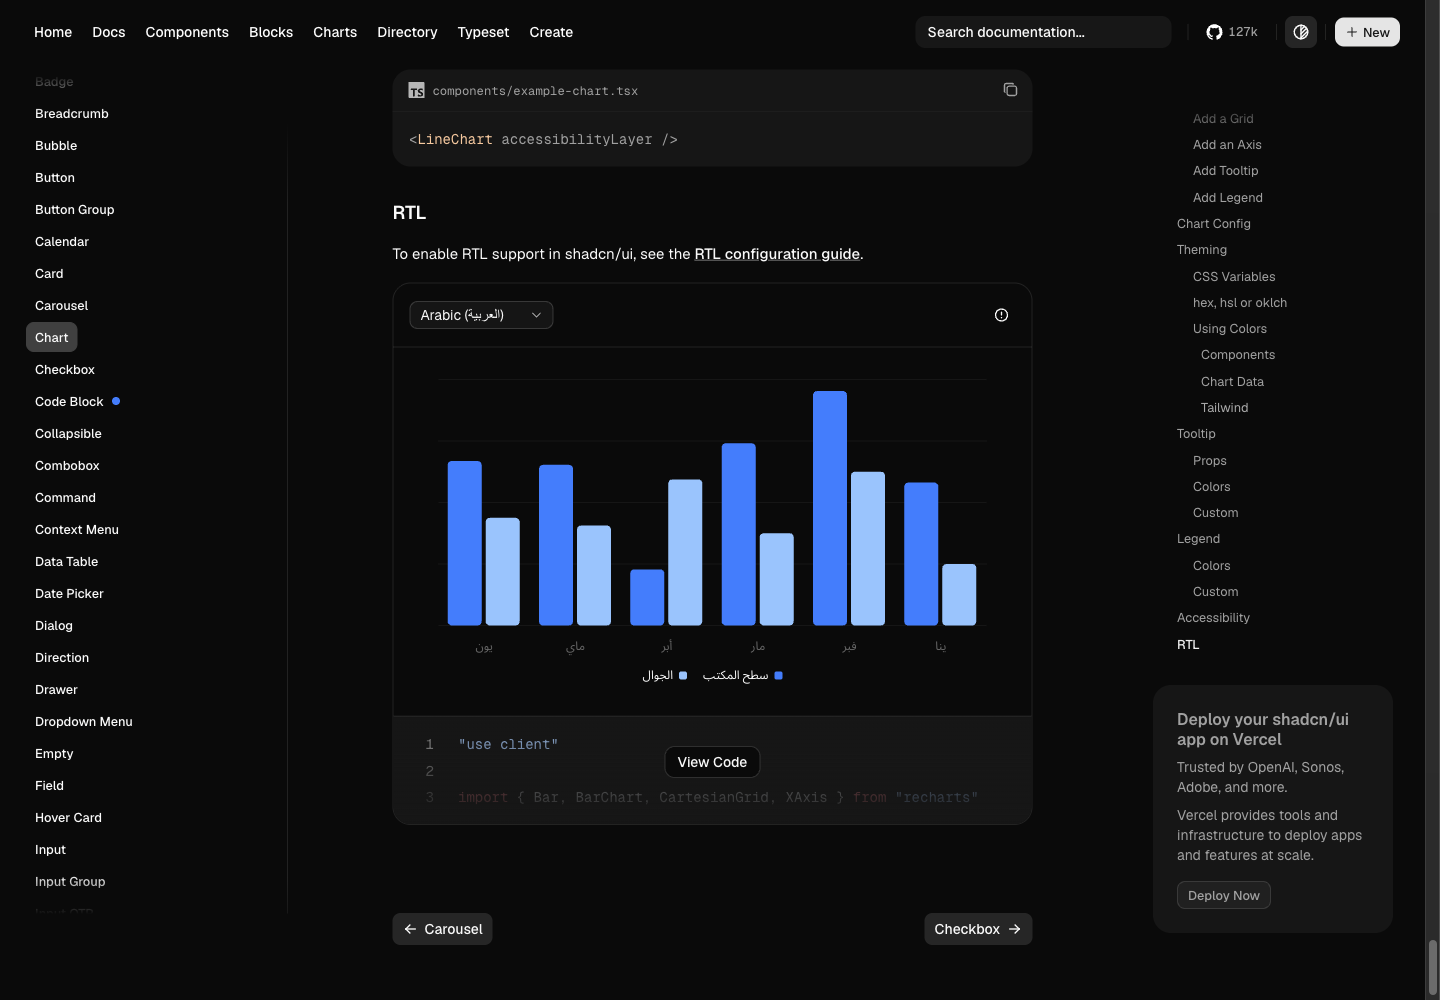 Home Docs Components Blocks Charts Directory Typeset Create
Search documentation...
127k
New
Badge
Breadcrumb
Bubble
Button
Button Group
Calendar
Card
Carousel
Chart
Checkbox
Code Block
Collapsible
Combobox
Command
Context Menu
Data Table
Date Picker
Dialog
Direction
Drawer
Dropdown Menu
Empty
Field
Hover Card
Input
Input Group
Input OTP
TS components/example-chart.tsx
<LineChart accessibilityLayer />
RTL
To enable RTL support in shadcn/ui, see the RTL configuration guide.
Arabic (العربية)
ينا فبر مار أبر ماي يون
سطح المكتب الجوال
1 "use client"
2
View Code
3 import { Bar, BarChart, CartesianGrid, XAxis } from "recharts"
Carousel
Checkbox
Add a Grid
Add an Axis
Add Tooltip
Add Legend
Chart Config
Theming
CSS Variables
hex, hsl or oklch
Using Colors
Components
Chart Data
Tailwind
Tooltip
Props
Colors
Custom
Legend
Colors
Custom
Accessibility
RTL
Deploy your shadcn/ui
app on Vercel
Trusted by OpenAI, Sonos,
Adobe, and more.
Vercel provides tools and
infrastructure to deploy apps
and features at scale.
Deploy Now